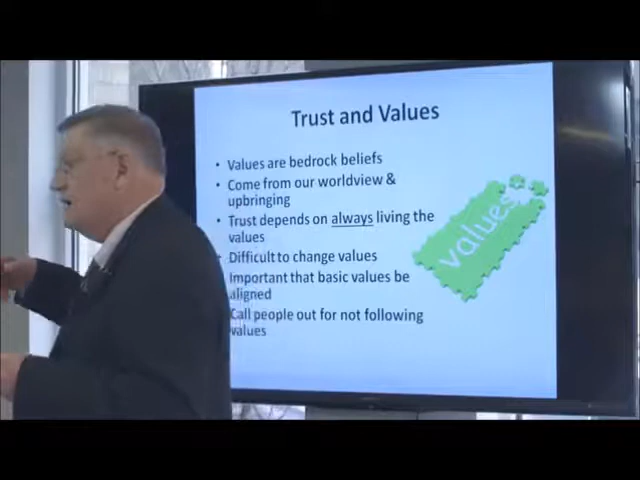 Trust and Values
• Values are bedrock beliefs
• Come from our worldview &
upbringing
• Trust depends on always living the
values
• Difficult to change values
Important that basic values be
aligned
Call people out for not following
values
values